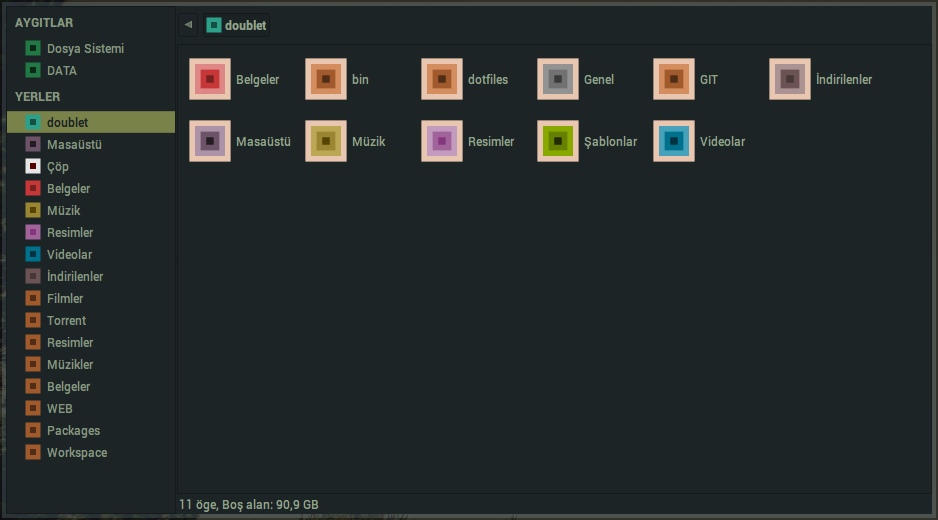 AYGITLAR
Dosya Sistemi
DATA
YERLER
doublet
Masaüstü
Çöp
Belgeler
Müzik
Resimler
Videolar
İndirilenler
Filmler
Torrent
Resimler
Müzikler
Belgeler
WEB
Packages
Workspace
doublet
Belgeler bin dotfiles Genel GIT İndirilenler
Masaüstü Müzik Resimler Şablonlar Videolar
11 öge, Boş alan: 90,9 GB